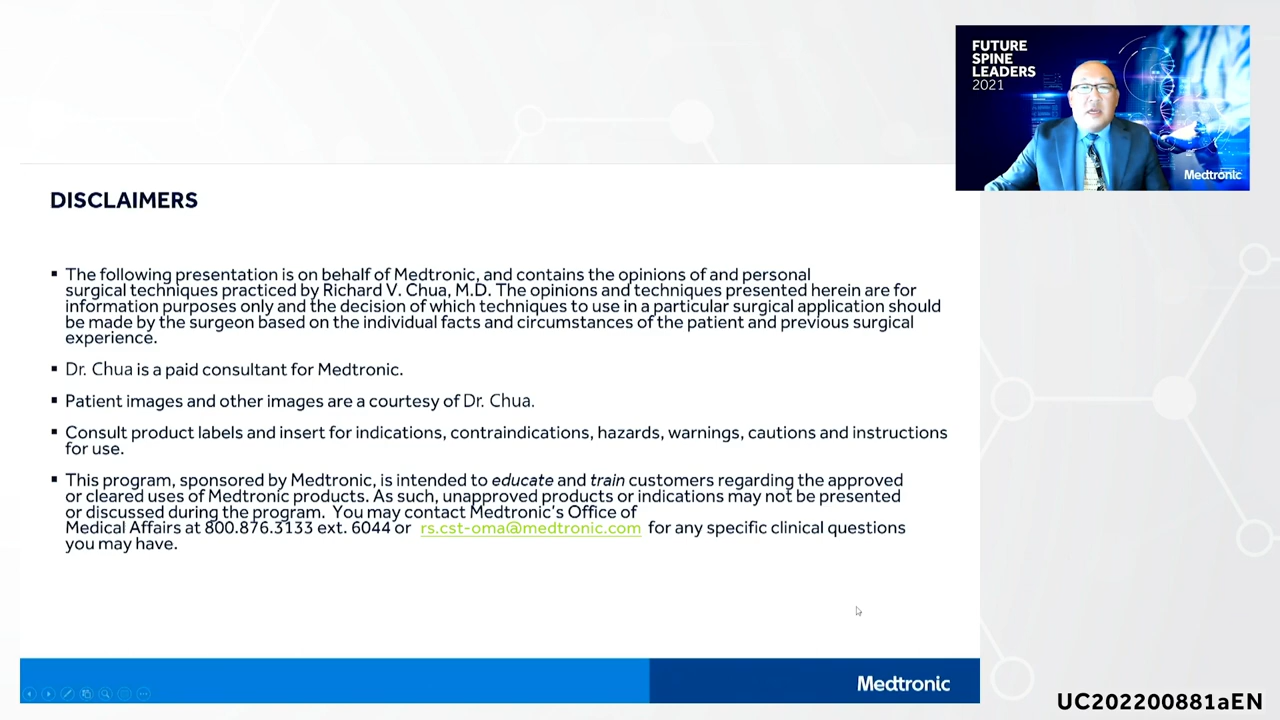 FUTURE
SPINE
LEADERS
2021
Medtronic
DISCLAIMERS
▪ The following presentation is on behalf of Medtronic, and contains the opinions of and personal
surgical techniques practiced by Richard V. Chua, M.D. The opinions and techniques presented herein are for
information purposes only and the decision of which techniques to use in a particular surgical application should
be made by the surgeon based on the individual facts and circumstances of the patient and previous surgical
experience.
▪ Dr. Chua is a paid consultant for Medtronic.
▪ Patient images and other images are a courtesy of Dr. Chua.
▪ Consult product labels and insert for indications, contraindications, hazards, warnings, cautions and instructions
for use.
▪ This program, sponsored by Medtronic, is intended to educate and train customers regarding the approved
or cleared uses of Medtronic products. As such, unapproved products or indications may not be presented
or discussed during the program. You may contact Medtronic's Office of
Medical Affairs at 800.876.3133 ext. 6044 or rs.cst-oma@medtronic.com for any specific clinical questions
you may have.
Medtronic
UC202200881aEN